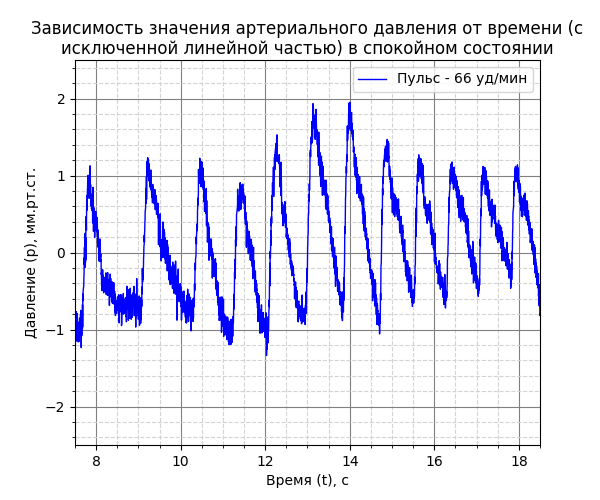 Зависимость значения артериального давления от времени (с
исключенной линейной частью) в спокойном состоянии
Пульс - 66 уд/мин
2
1
0
−1
−2
Давление (p), мм.рт.ст.
8 10 12 14 16 18
Время (t), с